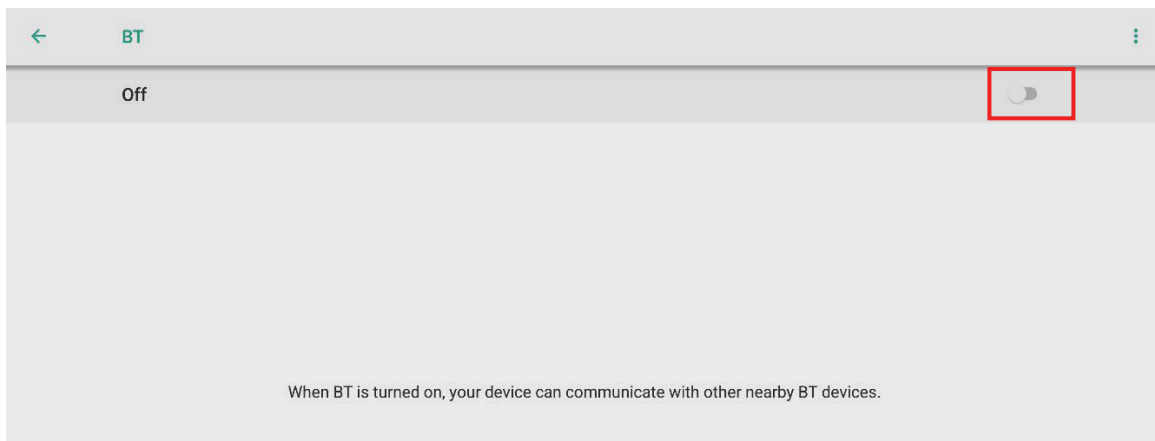 BT
Off
When BT is turned on, your device can communicate with other nearby BT devices.